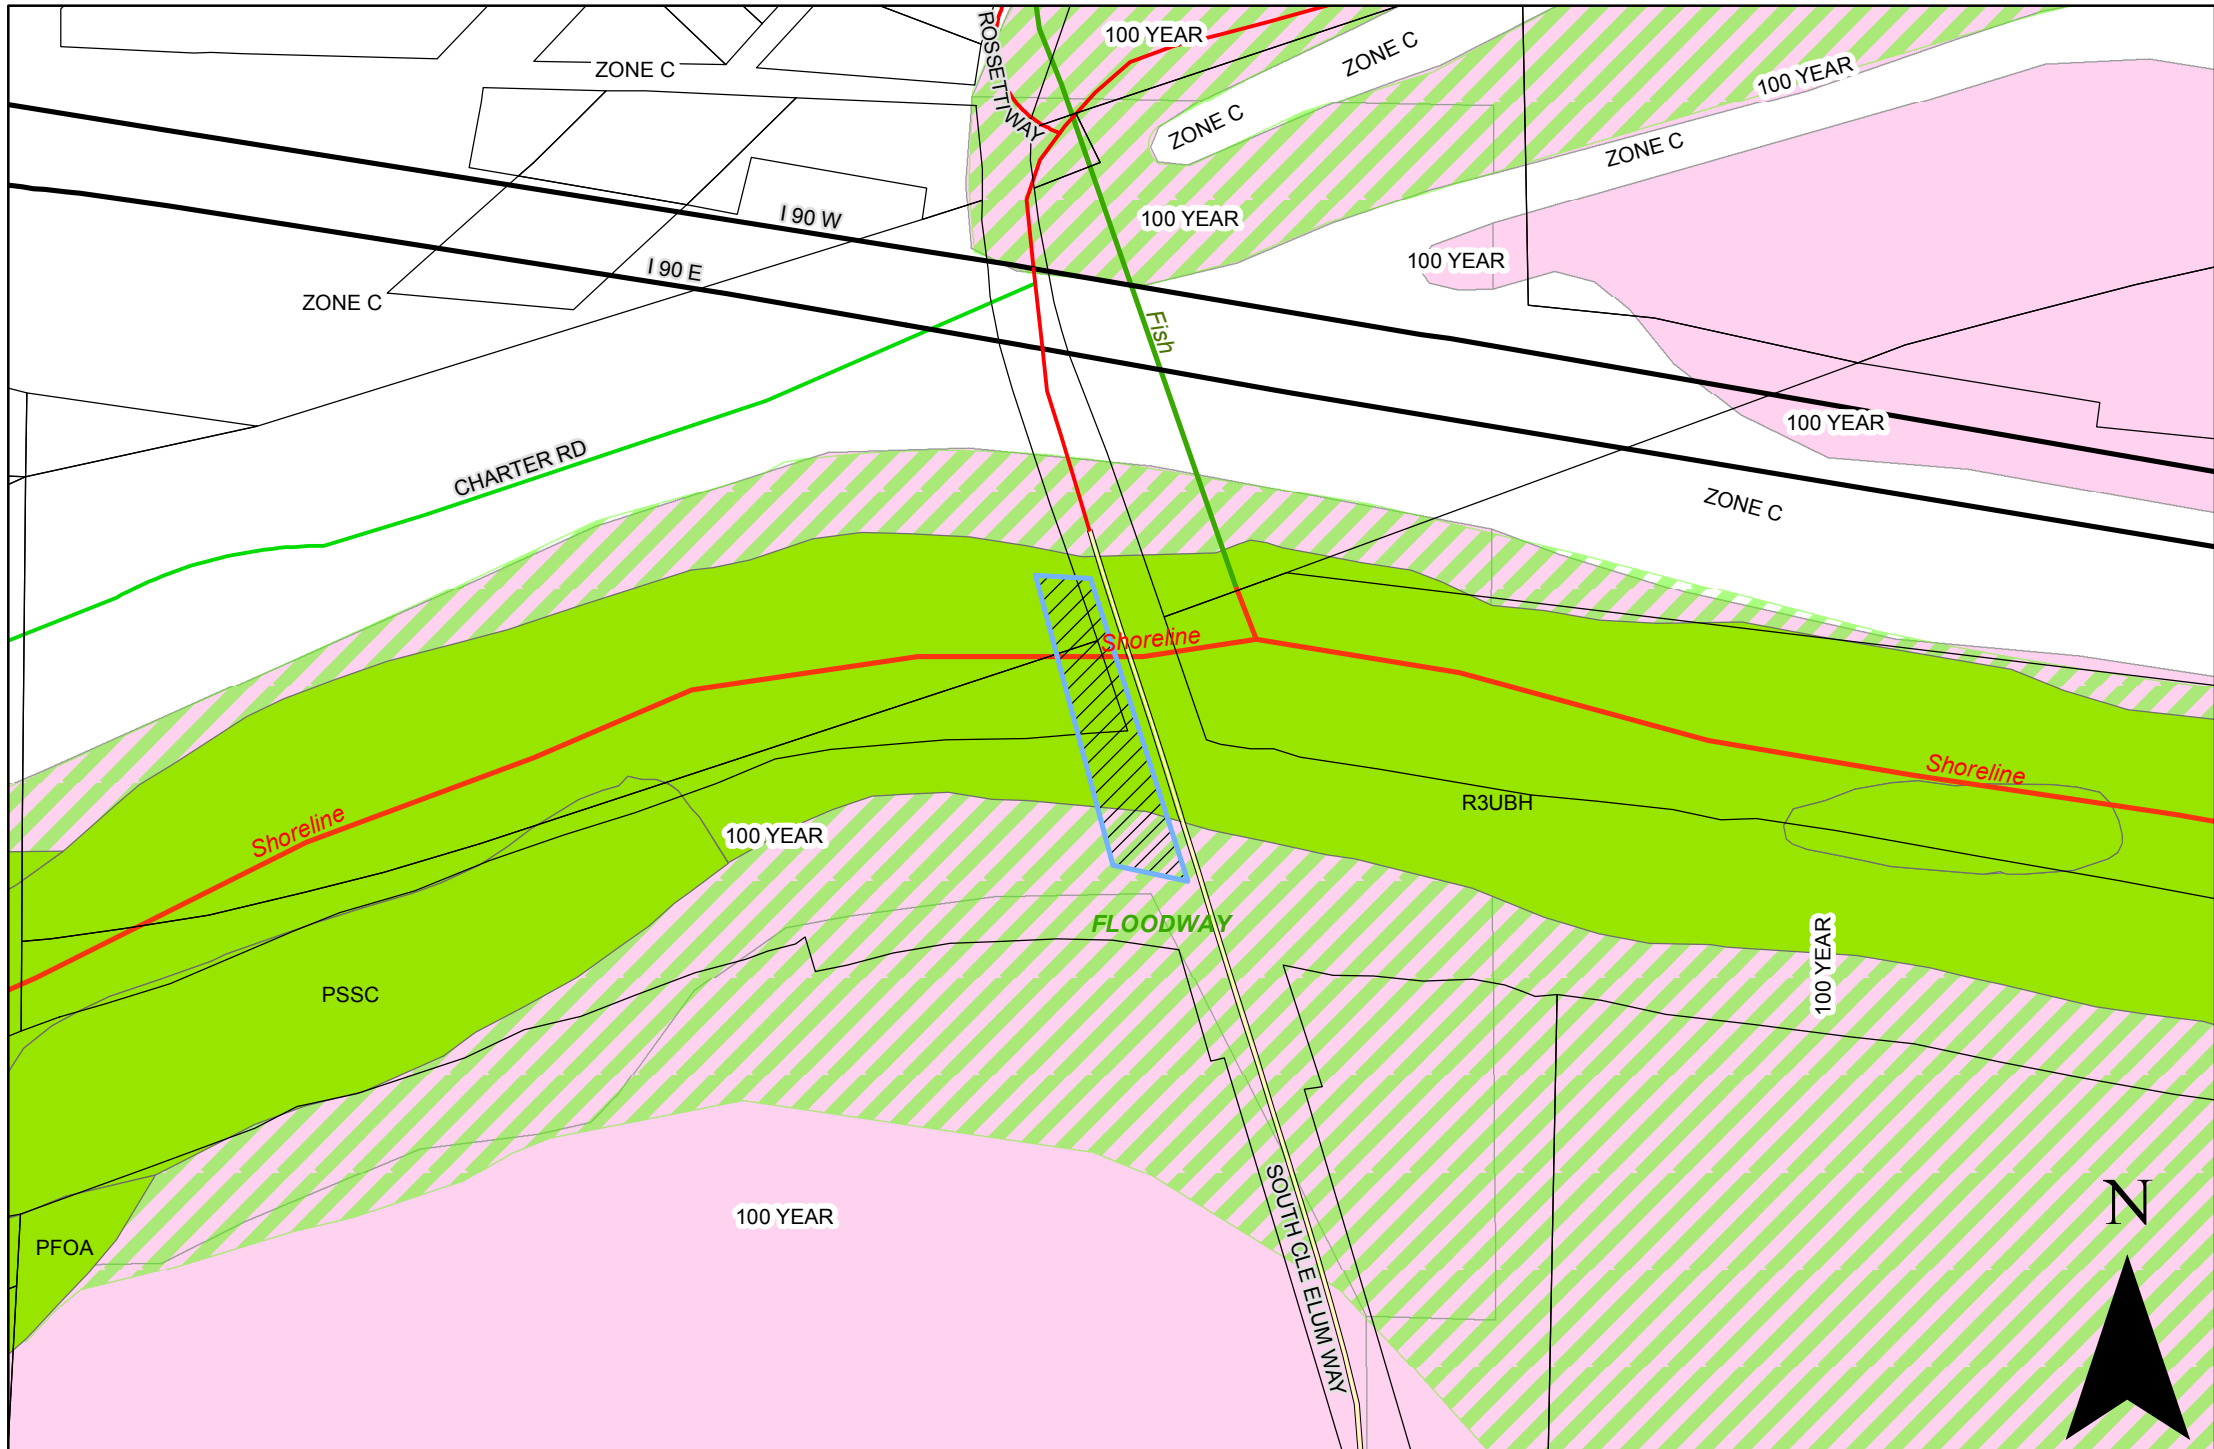 100 YEAR
ROSSETTI WAY
ZONE C
ZONE C
100 YEAR
ZONE C
ZONE C
I 90 W
100 YEAR
100 YEAR
I 90 E
ZONE C
Fish
100 YEAR
CHARTER RD
ZONE C
Shoreline
Shoreline
R3UBH
Shoreline
100 YEAR
FLOODWAY
100 YEAR
PSSC
N
100 YEAR
PFOA
SOUTH CLE ELUM WAY